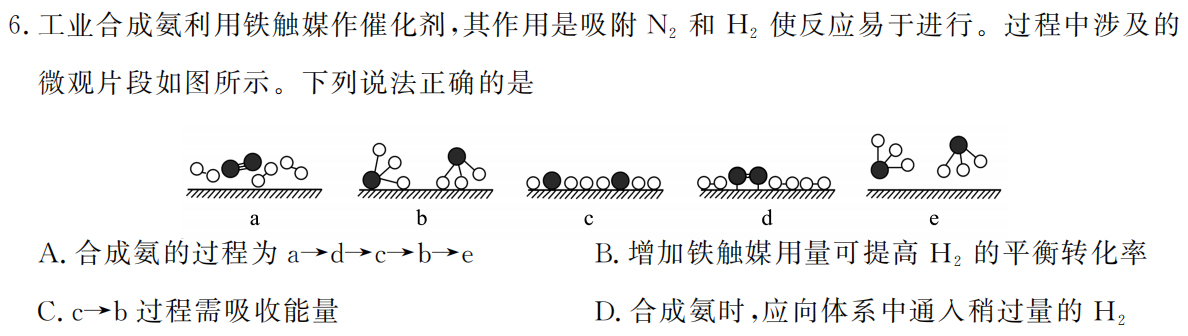 6. 工业合成氨利用铁触媒作催化剂,其作用是吸附 N₂ 和 H₂ 使反应易于进行。过程中涉及的
微观片段如图所示。下列说法正确的是
a b c d e
A. 合成氨的过程为 a→d→c→b→e B. 增加铁触媒用量可提高 H₂ 的平衡转化率
C. c→b 过程需吸收能量 D. 合成氨时,应向体系中通入稍过量的 H₂